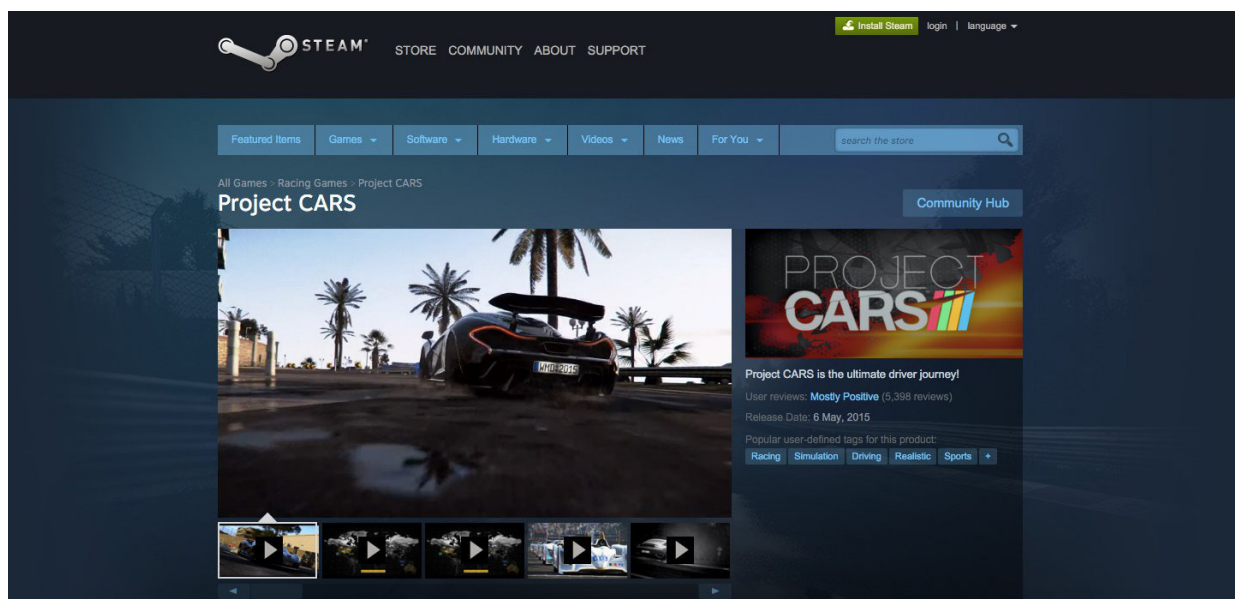 Install Steam login | language
STEAM®
STORE COMMUNITY ABOUT SUPPORT
Featured Items Games Software Hardware Videos News For You search the store
All Games > Racing Games > Project CARS
Project CARS
Community Hub
WMD·2015
PROJECT
CARS
Project CARS is the ultimate driver journey!
User reviews: Mostly Positive (5,398 reviews)
Release Date: 6 May, 2015
Popular user-defined tags for this product:
Racing Simulation Driving Realistic Sports +